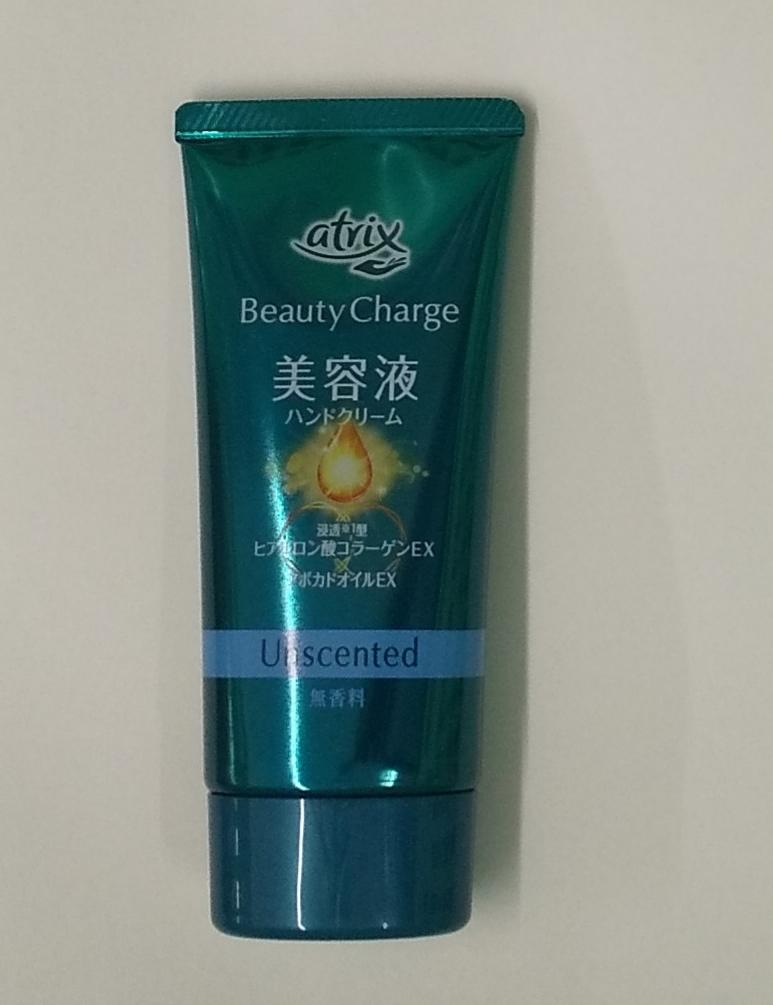 atrix
Beauty Charge
美容液
ハンドクリーム
浸透※1型
ヒアルロン酸コラーゲンEX
アボカドオイルEX
Unscented
無香料